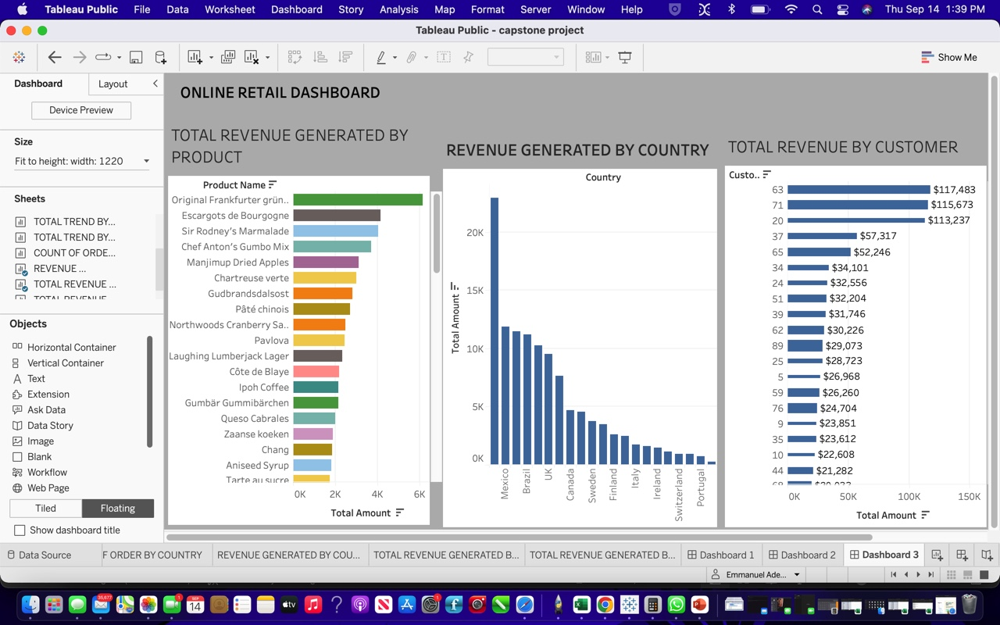 Tableau Public File Data Worksheet Dashboard Story Analysis Map Format Server Window Help Thu Sep 14 1:39 PM
Tableau Public - capstone project
Show Me
Dashboard Layout
Device Preview
Size
Fit to height: width: 1220
Sheets
TOTAL TREND BY...
TOTAL TREND BY...
COUNT OF ORDE...
REVENUE ...
TOTAL REVENUE ...
TOTAL REVENUE
Objects
Horizontal Container
Vertical Container
Text
Extension
Ask Data
Data Story
Image
Blank
Workflow
Web Page
Tiled Floating
Show dashboard title
ONLINE RETAIL DASHBOARD
TOTAL REVENUE GENERATED BY
PRODUCT
Product Name
Original Frankfurter grün..
Escargots de Bourgogne
Sir Rodney's Marmalade
Chef Anton's Gumbo Mix
Manjimup Dried Apples
Chartreuse verte
Gudbrandsdalsost
Pâté chinois
Northwoods Cranberry Sa..
Pavlova
Laughing Lumberjack Lager
Côte de Blaye
Ipoh Coffee
Gumbär Gummibärchen
Queso Cabrales
Zaanse koeken
Chang
Aniseed Syrup
Tarte au sucre
0K 2K 4K 6K
Total Amount
REVENUE GENERATED BY COUNTRY
Country
Total Amount
20K
15K
10K
5K
0K
Mexico Brazil UK Canada Sweden Finland Italy Ireland Switzerland Portugal
TOTAL REVENUE BY CUSTOMER
Custo..
63 $117,483
71 $115,673
20 $113,237
37 $57,317
65 $52,246
34 $34,101
24 $32,556
51 $32,204
39 $31,746
62 $30,226
89 $29,073
25 $28,723
5 $26,968
59 $26,260
76 $24,704
9 $23,851
35 $23,612
10 $22,608
44 $21,282
0K 50K 100K 150K
Total Amount
Data Source F ORDER BY COUNTRY REVENUE GENERATED BY COU... TOTAL REVENUE GENERATED B... TOTAL REVENUE GENERATED B... Dashboard 1 Dashboard 2 Dashboard 3
Emmanuel Ade...
SEP
14